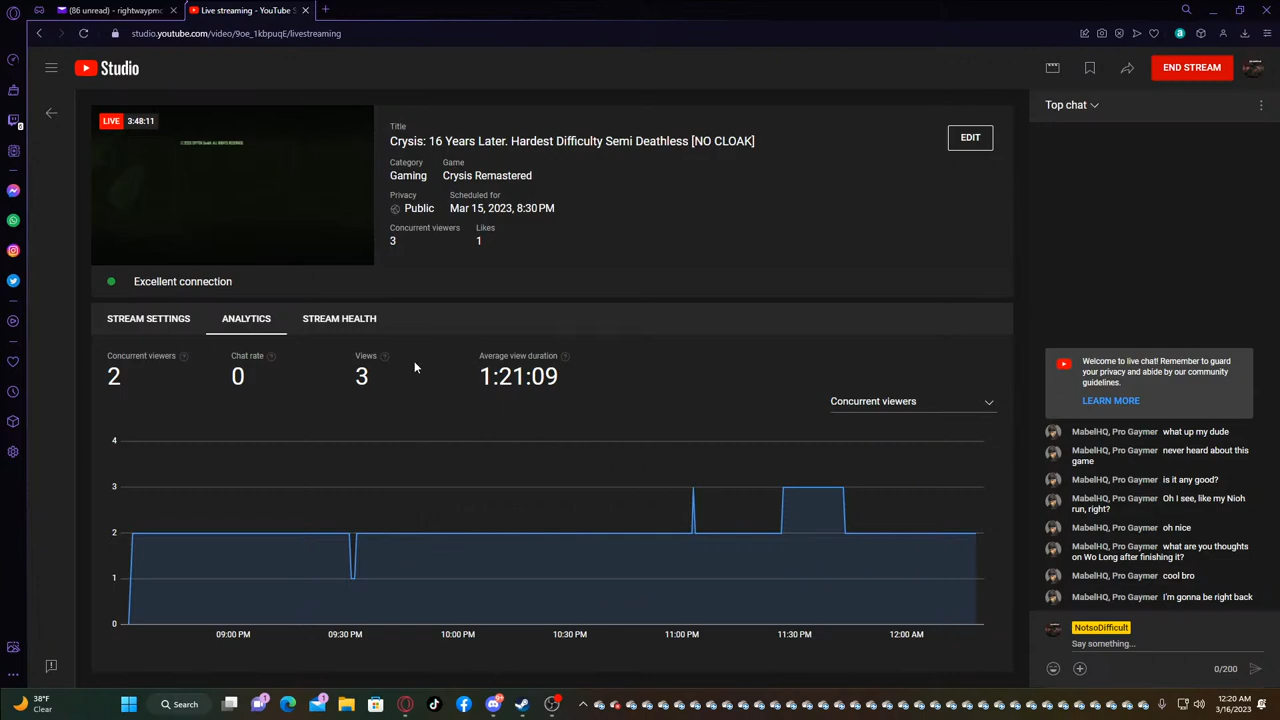 (86 unread) - rightwaypmc
Live streaming - YouTube S
studio.youtube.com/video/9oe_1kbpuqE/livestreaming
Studio
END STREAM
LIVE 3:48:11
Title
Crysis: 16 Years Later. Hardest Difficulty Semi Deathless [NO CLOAK]
EDIT
Category Game
Gaming Crysis Remastered
Privacy Scheduled for
Public Mar 15, 2023, 8:30 PM
Concurrent viewers Likes
3 1
Excellent connection
STREAM SETTINGS ANALYTICS STREAM HEALTH
Concurrent viewers Chat rate Views Average view duration
2 0 3 1:21:09
Concurrent viewers
4
3
2
1
0
09:00 PM 09:30 PM 10:00 PM 10:30 PM 11:00 PM 11:30 PM 12:00 AM
Top chat
Welcome to live chat! Remember to guard
your privacy and abide by our community
guidelines.
LEARN MORE
MabelHQ, Pro Gaymer what up my dude
MabelHQ, Pro Gaymer never heard about this
game
MabelHQ, Pro Gaymer is it any good?
MabelHQ, Pro Gaymer Oh I see, like my Nioh
run, right?
MabelHQ, Pro Gaymer oh nice
MabelHQ, Pro Gaymer what are you thoughts
on Wo Long after finishing it?
MabelHQ, Pro Gaymer cool bro
MabelHQ, Pro Gaymer I'm gonna be right back
NotsoDifficult
Say something...
0/200
38°F
Clear
Search
12:20 AM
3/16/2023